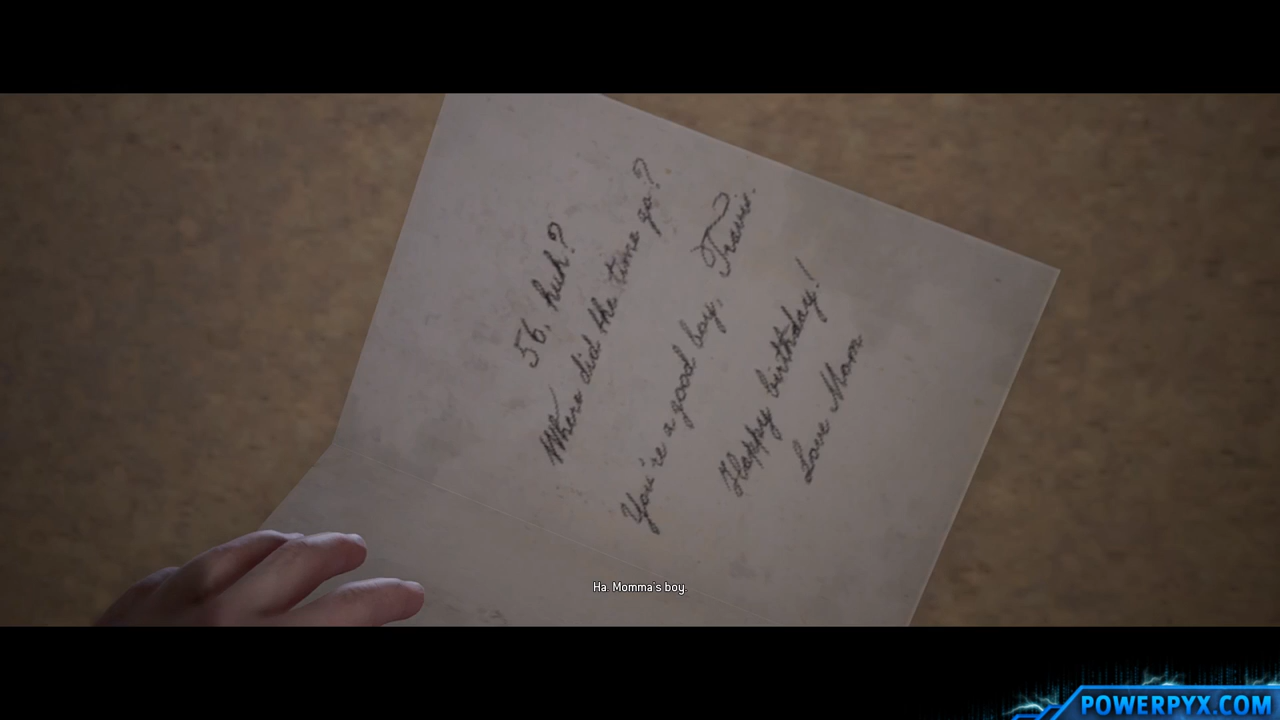 56, huh?
Where did the time go?
You're a good boy, Travis.
Happy birthday!
Love Mom
Ha. Momma's boy.
POWERPYX.COM